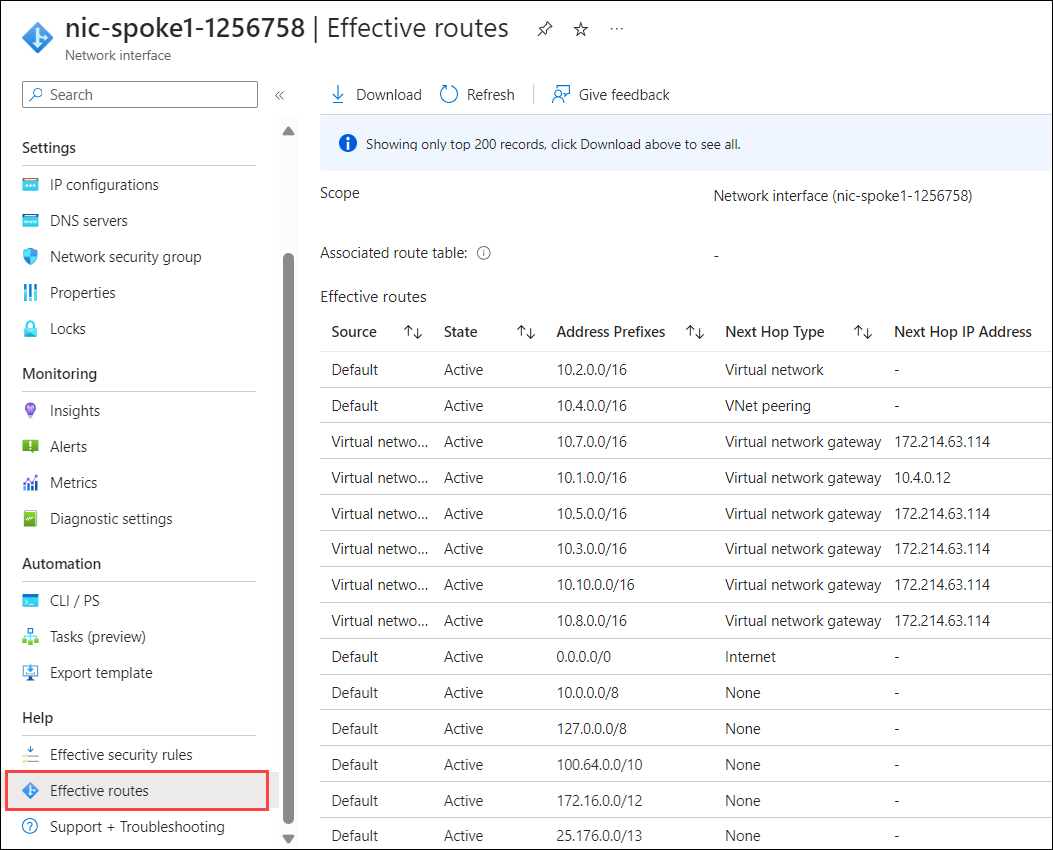 nic-spoke1-1256758 | Effective routes
Network interface
Search
Settings
IP configurations
DNS servers
Network security group
Properties
Locks
Monitoring
Insights
Alerts
Metrics
Diagnostic settings
Automation
CLI / PS
Tasks (preview)
Export template
Help
Effective security rules
Effective routes
Support + Troubleshooting
Download Refresh Give feedback
Showing only top 200 records, click Download above to see all.
Scope Network interface (nic-spoke1-1256758)
Associated route table: -
Effective routes
Source State Address Prefixes Next Hop Type Next Hop IP Address
Default Active 10.2.0.0/16 Virtual network -
Default Active 10.4.0.0/16 VNet peering -
Virtual netwo... Active 10.7.0.0/16 Virtual network gateway 172.214.63.114
Virtual netwo... Active 10.1.0.0/16 Virtual network gateway 10.4.0.12
Virtual netwo... Active 10.5.0.0/16 Virtual network gateway 172.214.63.114
Virtual netwo... Active 10.3.0.0/16 Virtual network gateway 172.214.63.114
Virtual netwo... Active 10.10.0.0/16 Virtual network gateway 172.214.63.114
Virtual netwo... Active 10.8.0.0/16 Virtual network gateway 172.214.63.114
Default Active 0.0.0.0/0 Internet -
Default Active 10.0.0.0/8 None -
Default Active 127.0.0.0/8 None -
Default Active 100.64.0.0/10 None -
Default Active 172.16.0.0/12 None -
Default Active 25.176.0.0/13 None -